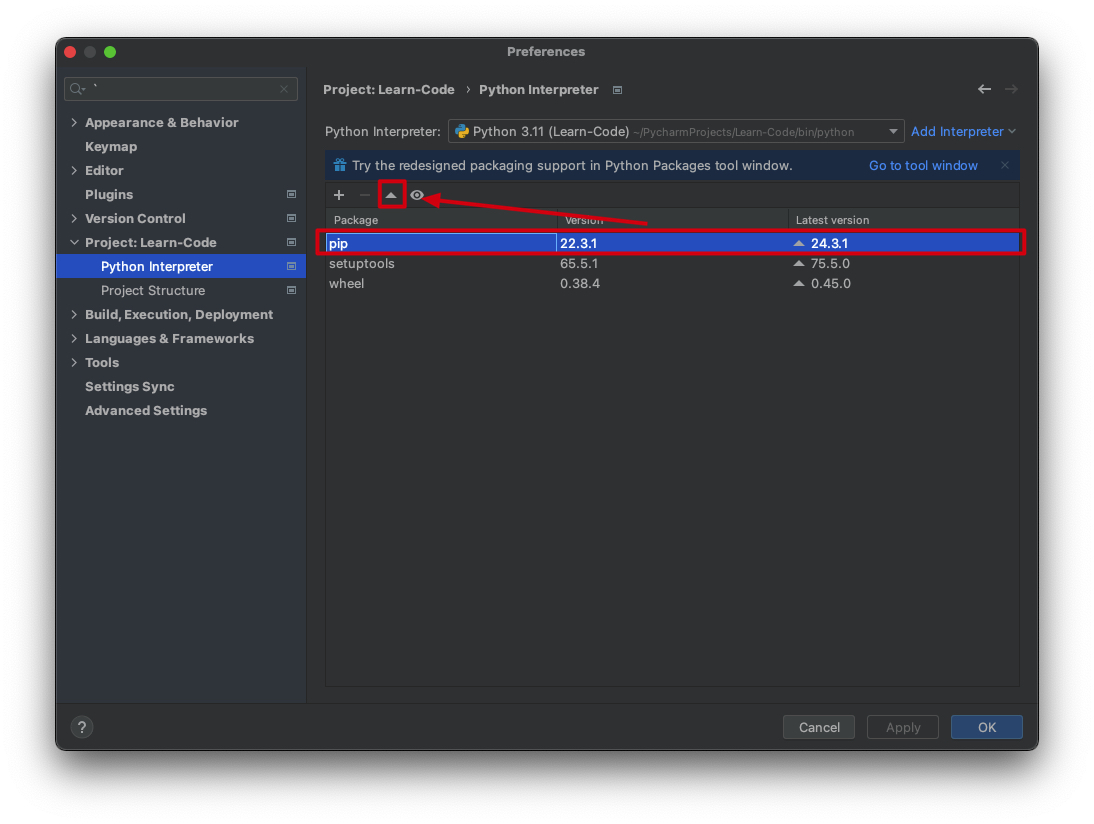 Preferences
`
Appearance & Behavior
Keymap
Editor
Plugins
Version Control
Project: Learn-Code
Python Interpreter
Project Structure
Build, Execution, Deployment
Languages & Frameworks
Tools
Settings Sync
Advanced Settings
Project: Learn-Code › Python Interpreter
Python Interpreter: Python 3.11 (Learn-Code) ~/PycharmProjects/Learn-Code/bin/python Add Interpreter
Try the redesigned packaging support in Python Packages tool window. Go to tool window
Package Version Latest version
pip 22.3.1 24.3.1
setuptools 65.5.1 75.5.0
wheel 0.38.4 0.45.0
? Cancel Apply OK